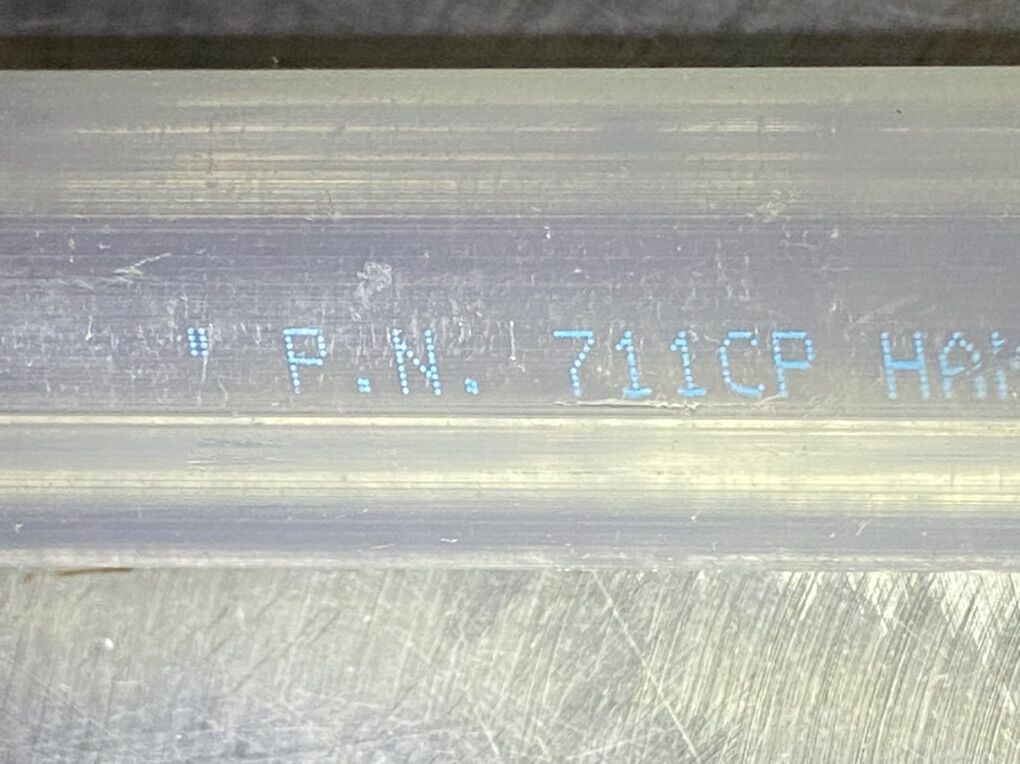 " P.N. 711CP